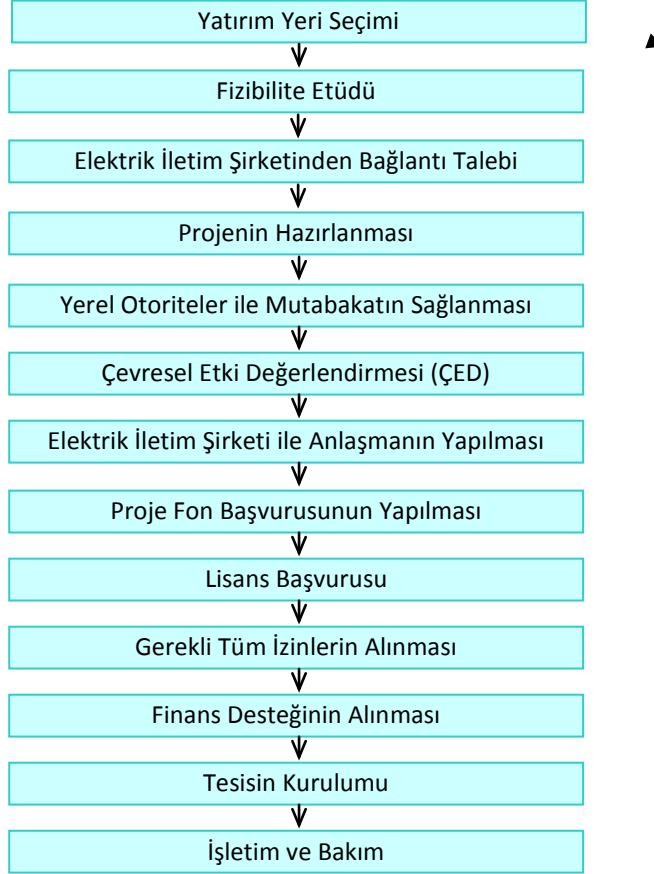 Yatırım Yeri Seçimi
Fizibilite Etüdü
Elektrik İletim Şirketinden Bağlantı Talebi
Projenin Hazırlanması
Yerel Otoriteler ile Mutabakatın Sağlanması
Çevresel Etki Değerlendirmesi (ÇED)
Elektrik İletim Şirketi ile Anlaşmanın Yapılması
Proje Fon Başvurusunun Yapılması
Lisans Başvurusu
Gerekli Tüm İzinlerin Alınması
Finans Desteğinin Alınması
Tesisin Kurulumu
İşletim ve Bakım